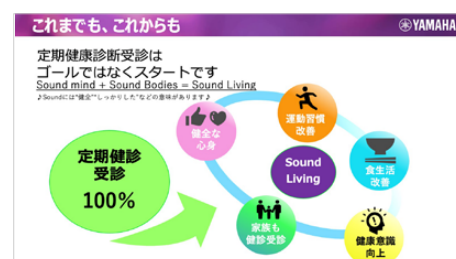 これまでも、これからも
YAMAHA
定期健康診断受診は
ゴールではなくスタートです
Sound mind + Sound Bodies = Sound Living
♪Soundには"健全""しっかりした"などの意味があります♪
定期健診
受診
100%
健全な
心身
運動習慣
改善
Sound
Living
食生活
改善
家族も
健診受診
健康意識
向上